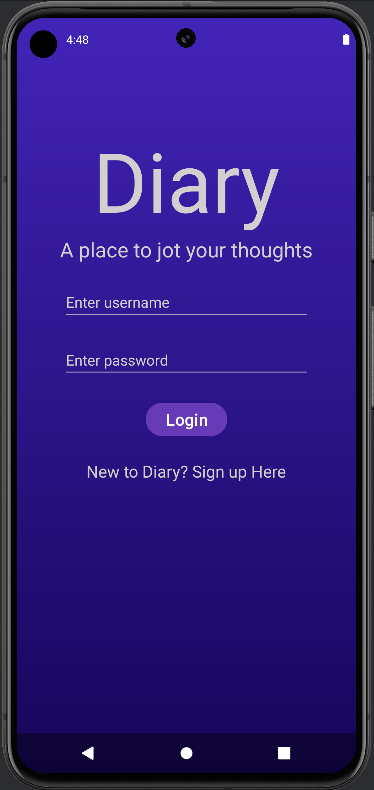 4:48
Diary
A place to jot your thoughts
Enter username
Enter password
Login
New to Diary? Sign up Here